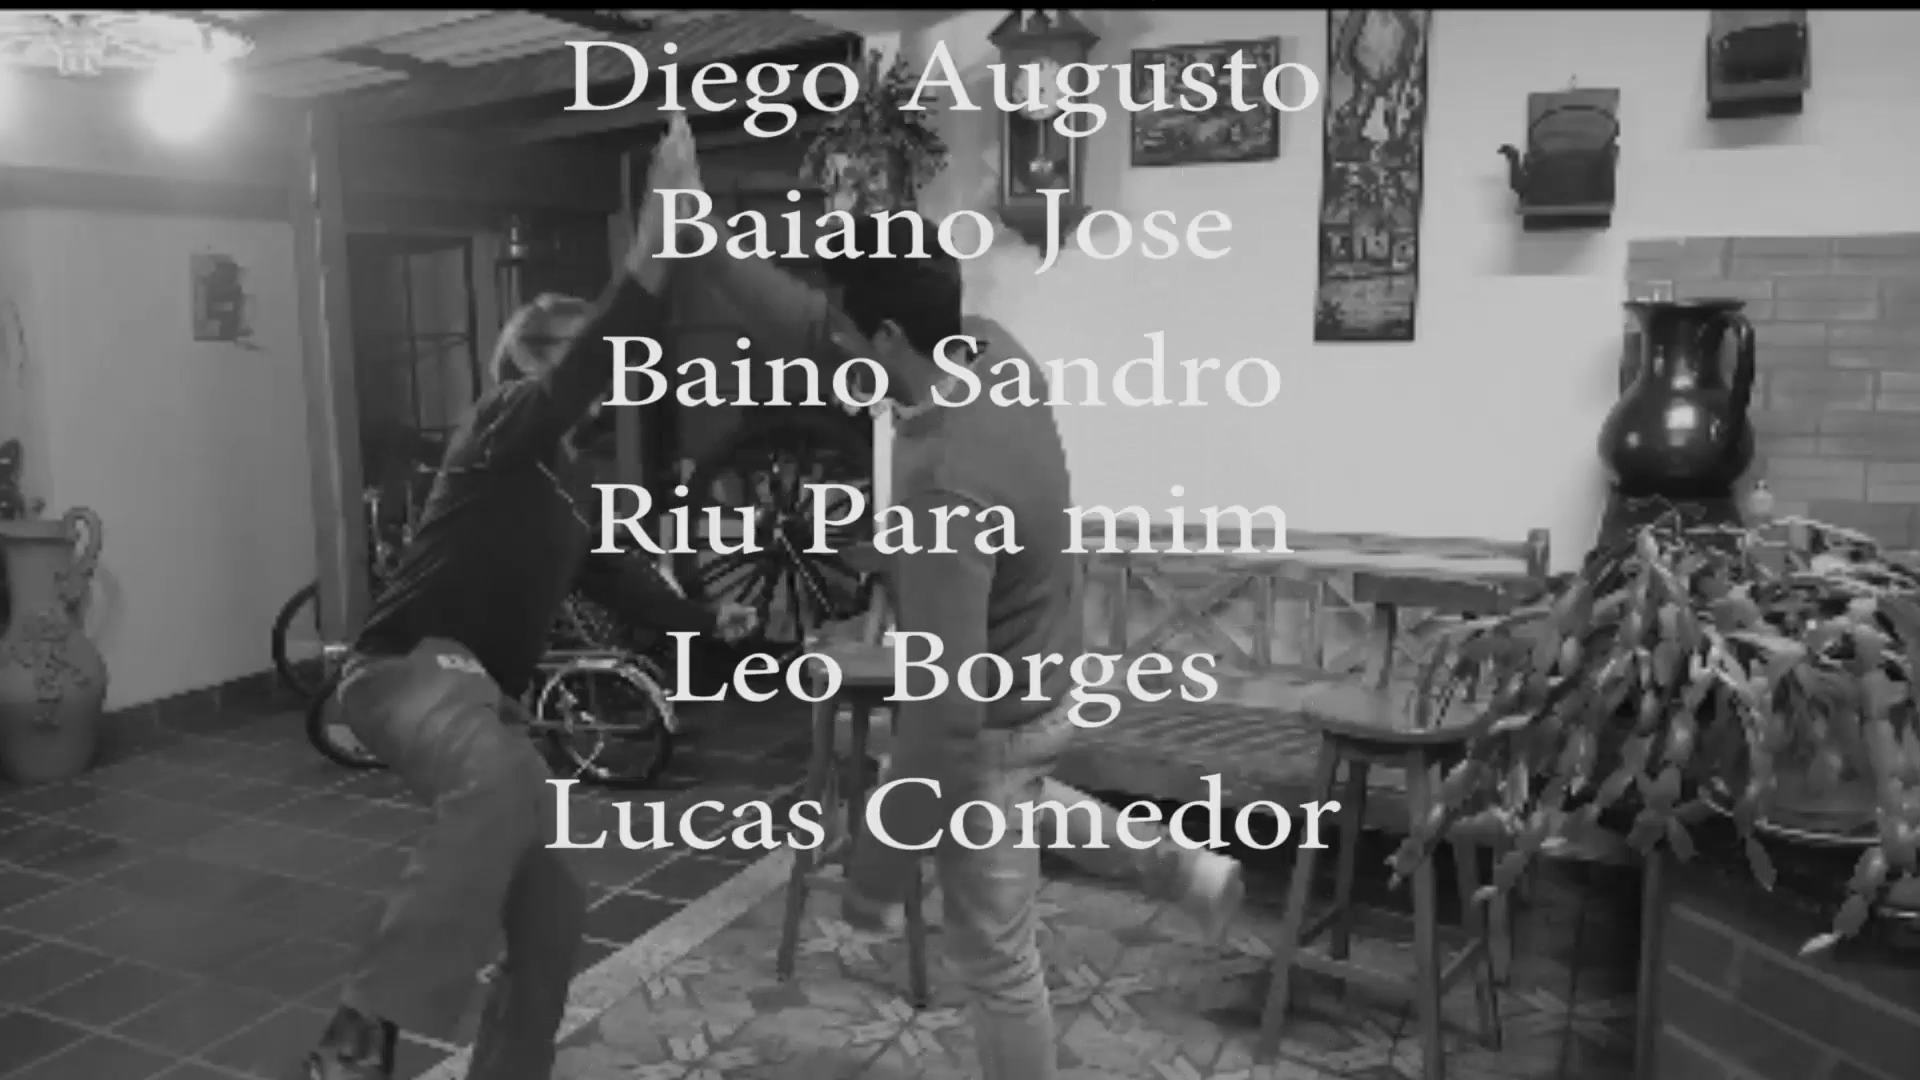 Diego Augusto
Baiano Jose
Baino Sandro
Riu Para mim
Leo Borges
Lucas Comedor